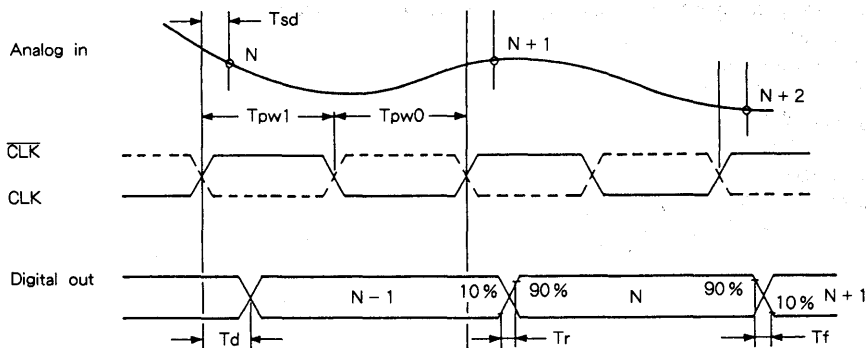 Tsd
Analog in
N
N + 1
N + 2
Tpw1
Tpw0
CLK
CLK
Digital out
N - 1
10%
90%
N
90%
10%
N + 1
Td
Tr
Tf